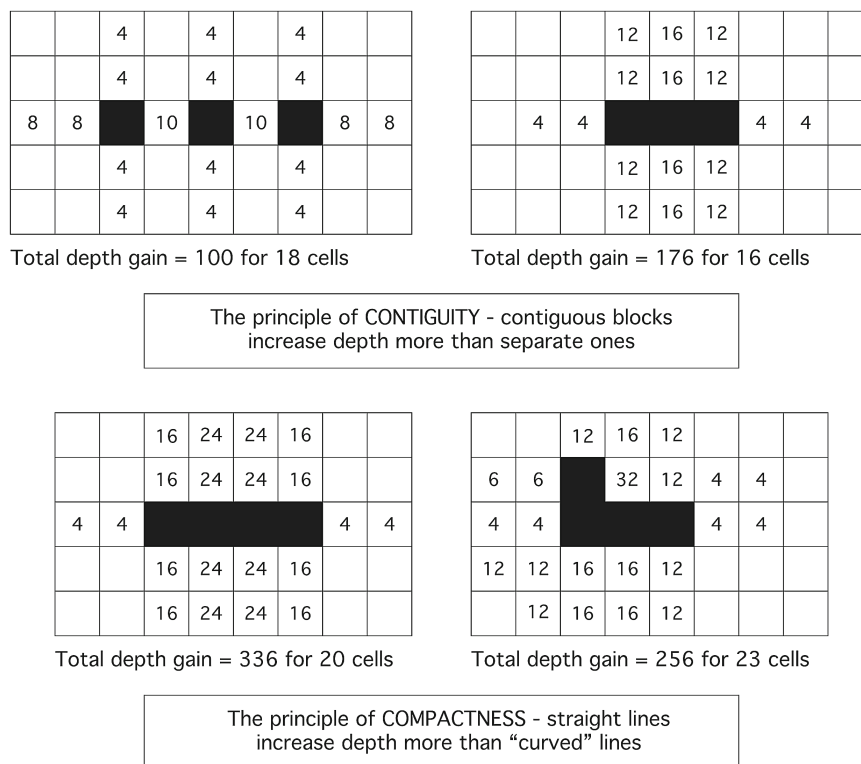 4 4 4 12 16 12
4 4 4 12 16 12
8 8 10 10 8 8 4 4 4 4
4 4 4 12 16 12
4 4 4 12 16 12
Total depth gain = 100 for 18 cells
Total depth gain = 176 for 16 cells
The principle of CONTIGUITY - contiguous blocks
increase depth more than separate ones
16 24 24 16 12 16 12
16 24 24 16 6 6 32 12 4 4
4 4 4 4 4 4 4 4
16 24 24 16 12 12 16 16 12
16 24 24 16 12 16 16 12
Total depth gain = 336 for 20 cells
Total depth gain = 256 for 23 cells
The principle of COMPACTNESS - straight lines
increase depth more than “curved” lines